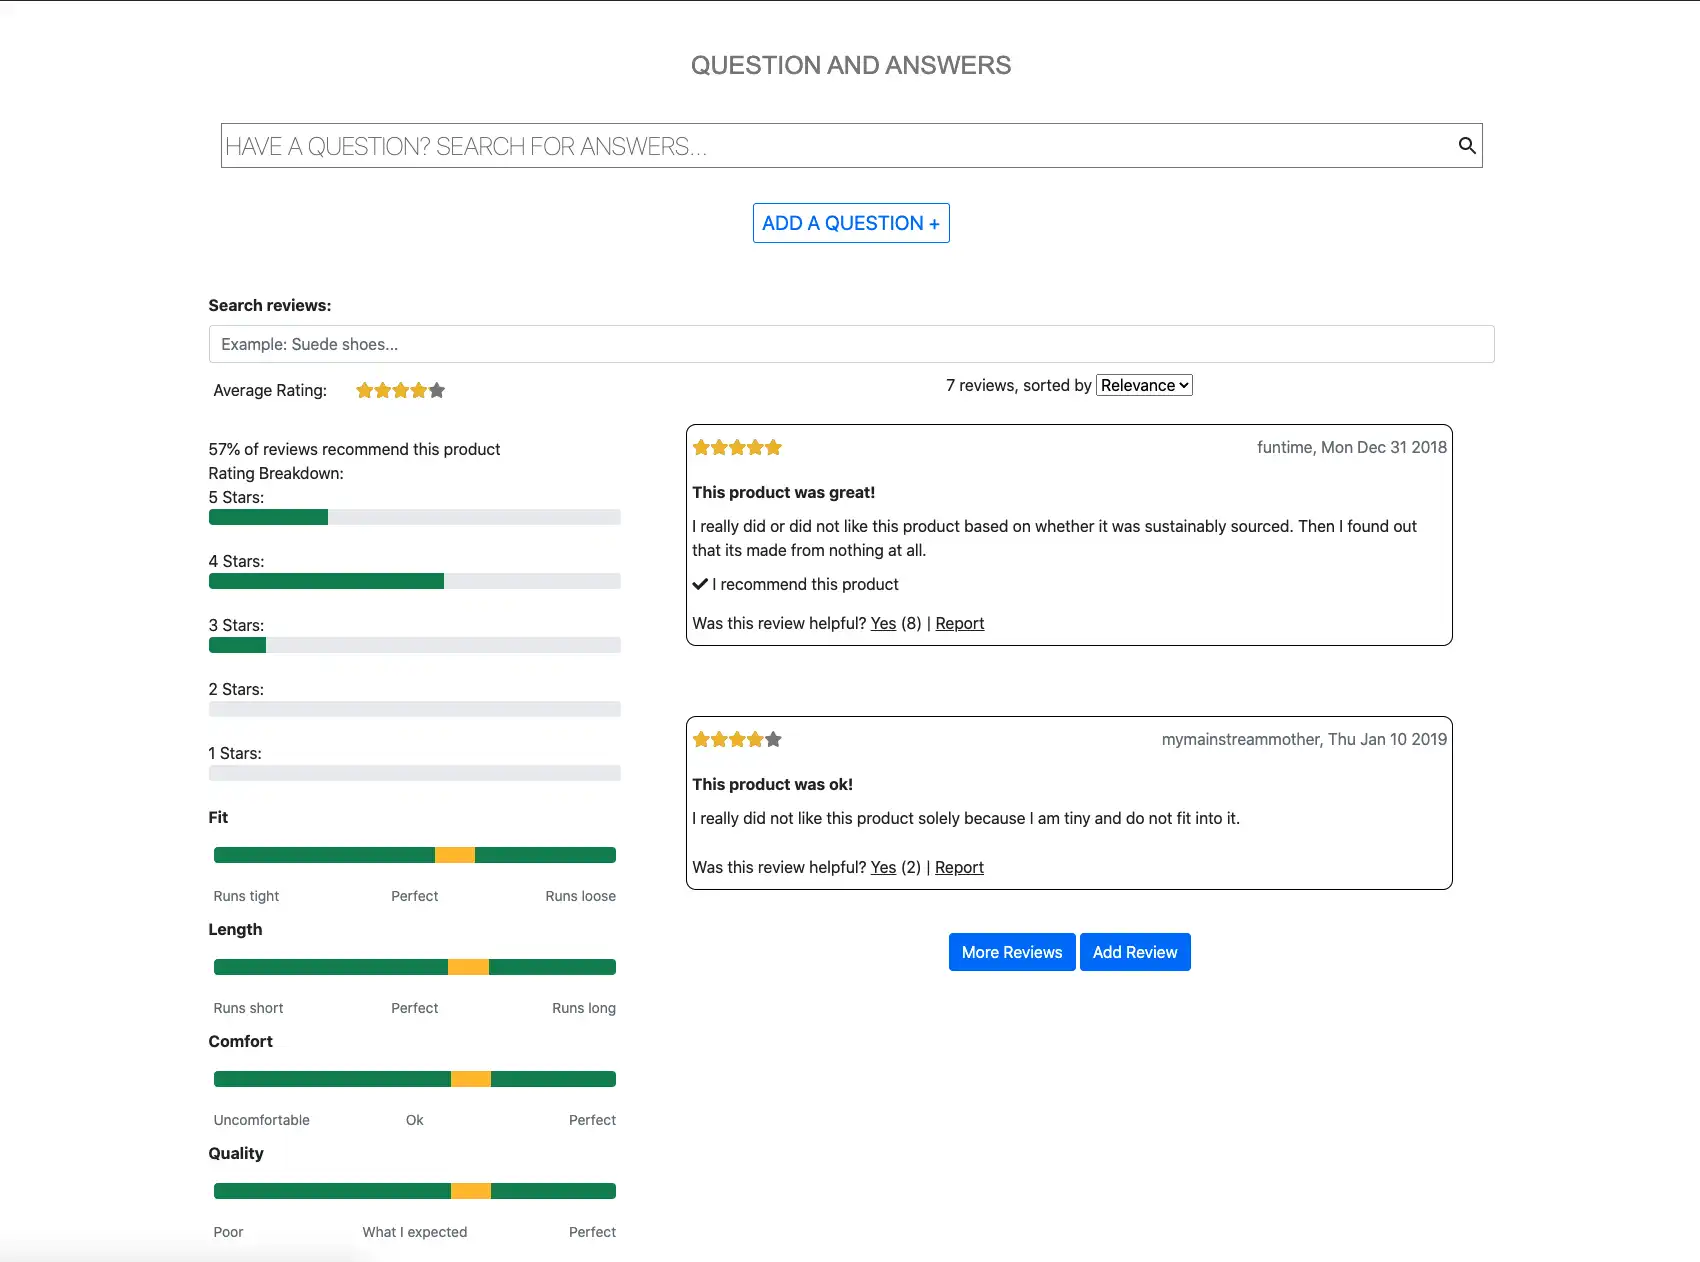 QUESTION AND ANSWERS
HAVE A QUESTION? SEARCH FOR ANSWERS...
ADD A QUESTION +
Search reviews:
Example: Suede shoes...
Average Rating:
7 reviews, sorted by Relevance
57% of reviews recommend this product
Rating Breakdown:
5 Stars:
4 Stars:
3 Stars:
2 Stars:
1 Stars:
Fit
Runs tight Perfect Runs loose
Length
Runs short Perfect Runs long
Comfort
Uncomfortable Ok Perfect
Quality
Poor What I expected Perfect
funtime, Mon Dec 31 2018
This product was great!
I really did or did not like this product based on whether it was sustainably sourced. Then I found out
that its made from nothing at all.
I recommend this product
Was this review helpful? Yes (8) | Report
mymainstreammother, Thu Jan 10 2019
This product was ok!
I really did not like this product solely because I am tiny and do not fit into it.
Was this review helpful? Yes (2) | Report
More Reviews Add Review